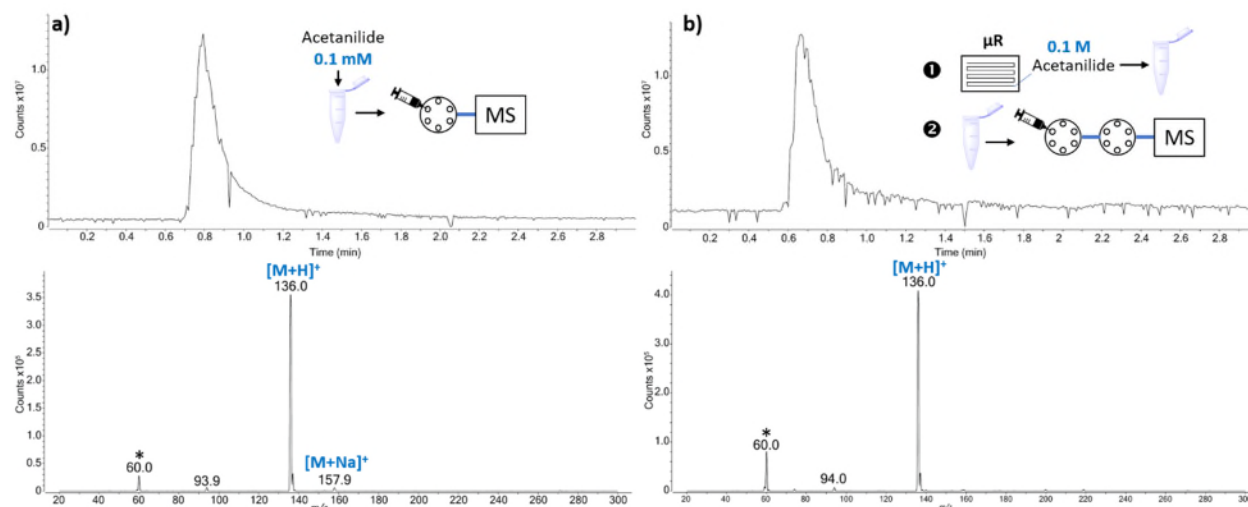 a)
Acetanilide
0.1 mM
MS
Counts x10⁷
1.0
0.5
0
0.2 0.4 0.6 0.8 1.0 1.2 1.4 1.6 1.8 2.0 2.2 2.4 2.6 2.8
Time (min)
[M+H]⁺
136.0
Counts x10⁵
3.5
3.0
2.5
2.0
1.5
1.0
0.5
0
*
60.0
93.9
[M+Na]⁺
157.9
20 40 60 80 100 120 140 160 180 200 220 240 260 280 300
b)
µR
0.1 M
❶
Acetanilide
❷
MS
Counts x10⁷
1.0
0.5
0
0.2 0.4 0.6 0.8 1.0 1.2 1.4 1.6 1.8 2.0 2.2 2.4 2.6 2.8
Time (min)
[M+H]⁺
136.0
Counts x10⁵
4.0
3.0
2.0
1.0
0
*
60.0
94.0
20 40 60 80 100 120 140 160 180 200 220 240 260 280 300